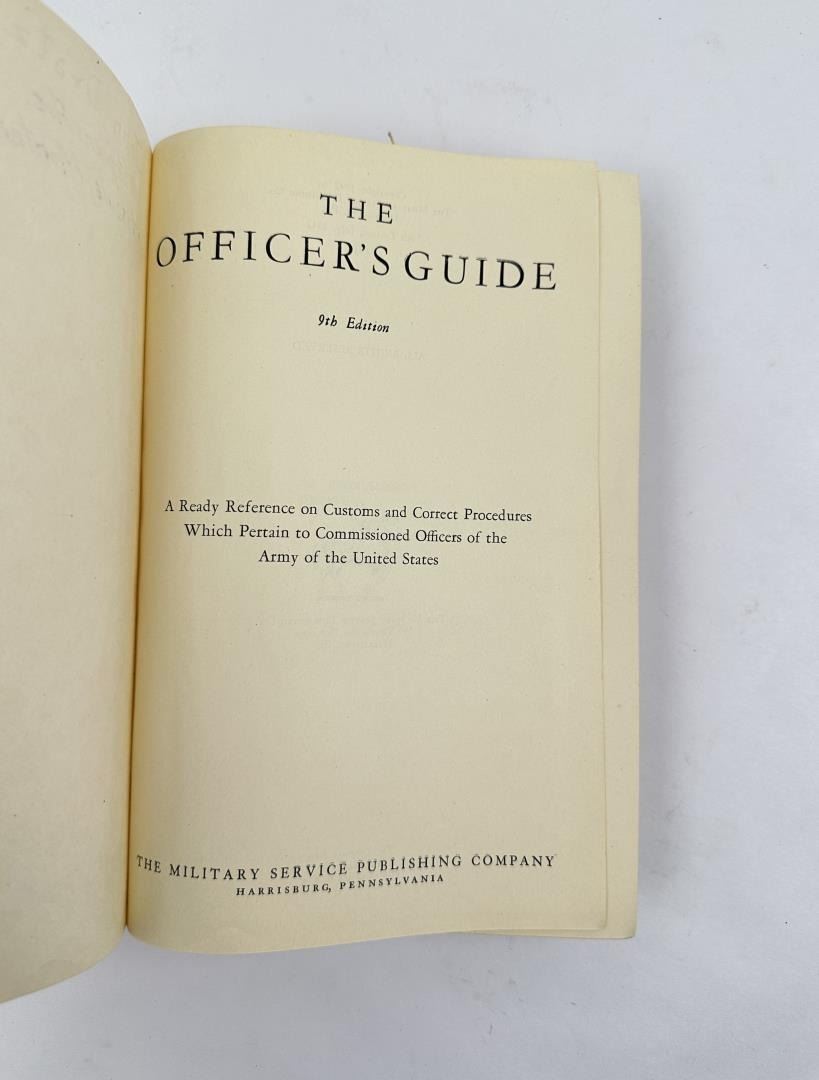 THE
OFFICER'S GUIDE
9th Edition
A Ready Reference on Customs and Correct Procedures
Which Pertain to Commissioned Officers of the
Army of the United States
THE MILITARY SERVICE PUBLISHING COMPANY
HARRISBURG, PENNSYLVANIA